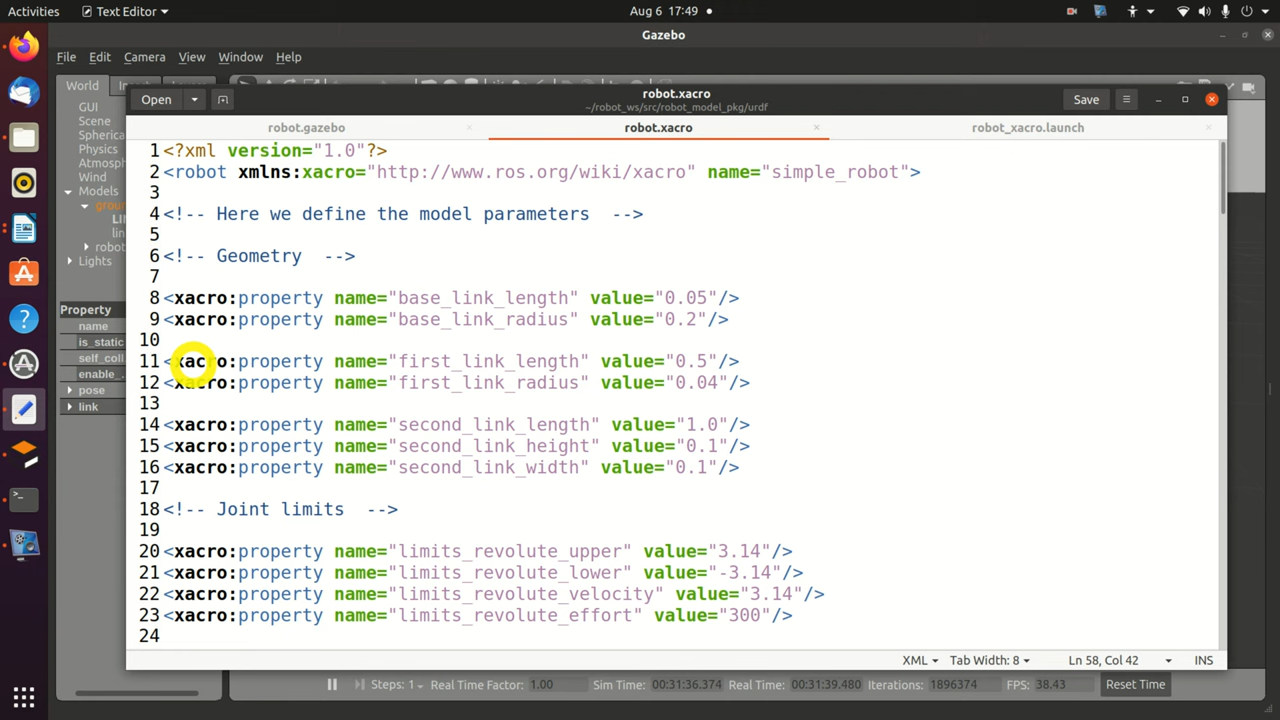 Activities
Text Editor
Aug 6 17:49
Gazebo
File Edit Camera View Window Help
World
GUI
Scene
Spherica
Physics
Atmosph
Wind
Models
LI
lin
robot
Lights
Property
name
is_static
self_coll
enable_
pose
link
Open
robot.xacro
~/robot_ws/src/robot_model_pkg/urdf
Save
robot.gazebo
robot.xacro
robot_xacro.launch
1 <?xml version="1.0"?>
2 <robot xmlns:xacro="http://www.ros.org/wiki/xacro" name="simple_robot">
3
4 <!-- Here we define the model parameters  -->
5
6 <!-- Geometry  -->
7
8 <xacro:property name="base_link_length" value="0.05"/>
9 <xacro:property name="base_link_radius" value="0.2"/>
10
11 <xacro:property name="first_link_length" value="0.5"/>
12 <xacro:property name="first_link_radius" value="0.04"/>
13
14 <xacro:property name="second_link_length" value="1.0"/>
15 <xacro:property name="second_link_height" value="0.1"/>
16 <xacro:property name="second_link_width" value="0.1"/>
17
18 <!-- Joint limits  -->
19
20 <xacro:property name="limits_revolute_upper" value="3.14"/>
21 <xacro:property name="limits_revolute_lower" value="-3.14"/>
22 <xacro:property name="limits_revolute_velocity" value="3.14"/>
23 <xacro:property name="limits_revolute_effort" value="300"/>
24
XML
Tab Width: 8
Ln 58, Col 42
INS
Steps: 1 Real Time Factor: 1.00 Sim Time: 00:31:36.374 Real Time: 00:31:39.480 Iterations: 1896374 FPS: 38.43 Reset Time